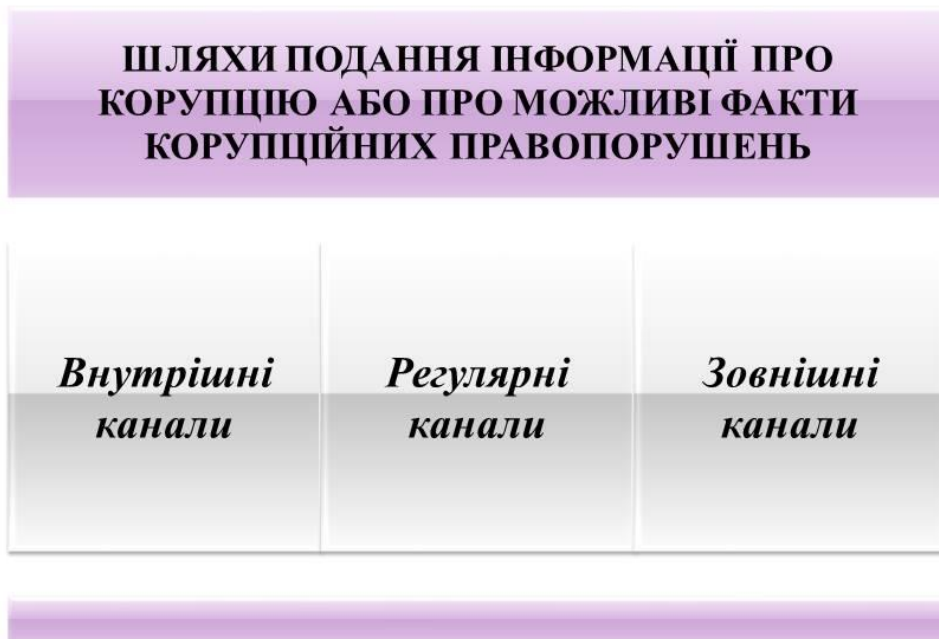 ШЛЯХИ ПОДАННЯ ІНФОРМАЦІЇ ПРО
КОРУПЦІЮ АБО ПРО МОЖЛИВІ ФАКТИ
КОРУПЦІЙНИХ ПРАВОПОРУШЕНЬ
Внутрішні
канали
Регулярні
канали
Зовнішні
канали